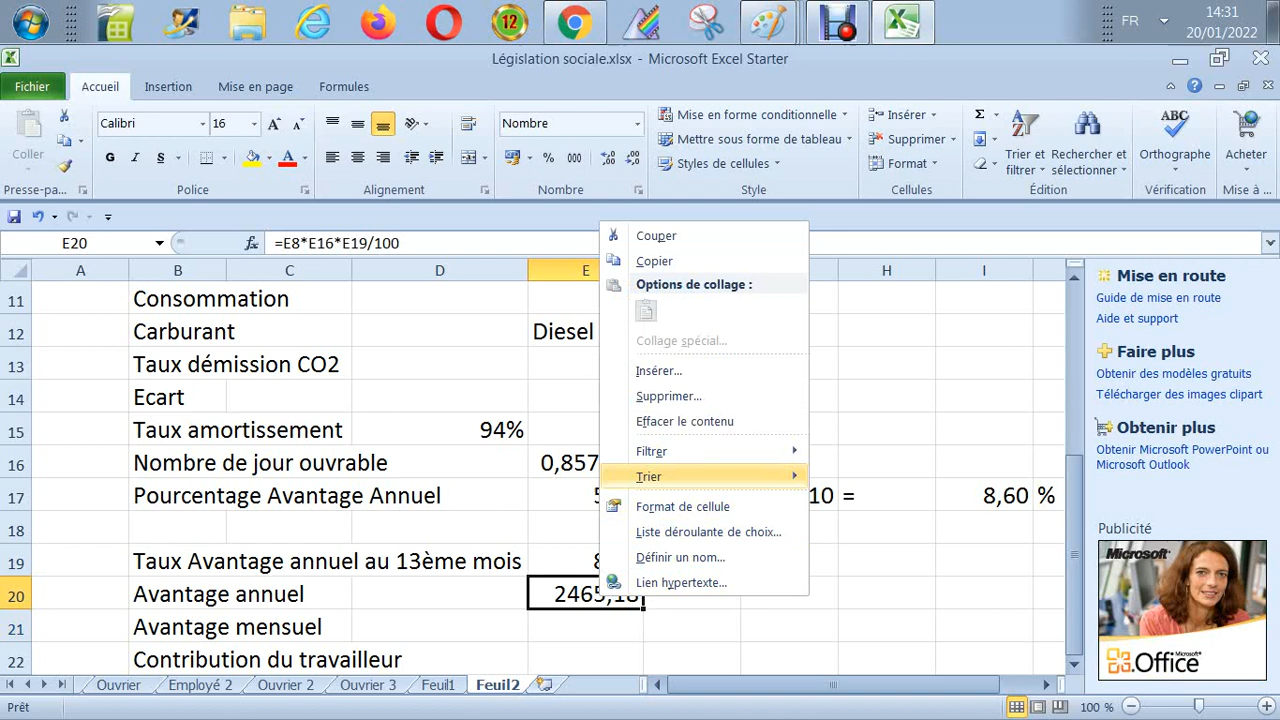 12
FR
14:31
20/01/2022
Législation sociale.xlsx - Microsoft Excel Starter
Fichier
Accueil
Insertion
Mise en page
Formules
Coller
Presse-pa...
Calibri
16
A
A
G
I
S
A
Police
Alignement
Nombre
%
000
Nombre
Mise en forme conditionnelle
Mettre sous forme de tableau
Styles de cellules
Style
Insérer
Supprimer
Format
Cellules
Σ
Trier et filtrer
Rechercher et sélectionner
Édition
ABC
Orthographe
Vérification
Acheter
Mise à ...
E20
fx
=E8*E16*E19/100
A
B
C
D
E
H
I
11
Consommation
12
Carburant
Diesel
13
Taux démission CO2
14
Ecart
15
Taux amortissement
94%
16
Nombre de jour ouvrable
0,857
17
Pourcentage Avantage Annuel
5
10
=
8,60
%
18
19
Taux Avantage annuel au 13ème mois
8
20
Avantage annuel
2465,18
21
Avantage mensuel
22
Contribution du travailleur
Couper
Copier
Options de collage :
Collage spécial...
Insérer...
Supprimer...
Effacer le contenu
Filtrer
Trier
Format de cellule
Liste déroulante de choix...
Définir un nom...
Lien hypertexte...
Mise en route
Guide de mise en route
Aide et support
Faire plus
Obtenir des modèles gratuits
Télécharger des images clipart
Obtenir plus
Obtenir Microsoft PowerPoint ou
Microsoft Outlook
Publicité
Microsoft
Office
Microsoft
Ouvrier
Employé 2
Ouvrier 2
Ouvrier 3
Feuil1
Feuil2
Prêt
100 %